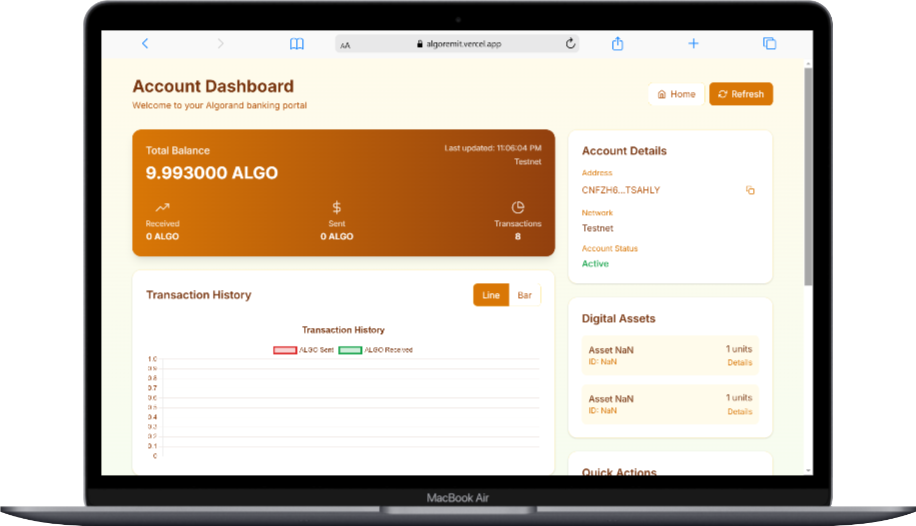 AA algoremit.vercel.app
Account Dashboard
Welcome to your Algorand banking portal
Home
Refresh
Total Balance
Last updated: 11:06:04 PM
Testnet
9.993000 ALGO
Received
0 ALGO
Sent
0 ALGO
Transactions
8
Account Details
Address
CNFZH6...TSAHLY
Network
Testnet
Account Status
Active
Transaction History
Line
Bar
Transaction History
ALGO Sent
ALGO Received
1.0
0.9
0.8
0.7
0.6
0.5
0.4
0.3
0.2
0.1
0
Digital Assets
Asset NaN
1 units
ID: NaN
Details
Asset NaN
1 units
ID: NaN
Details
Quick Actions
MacBook Air